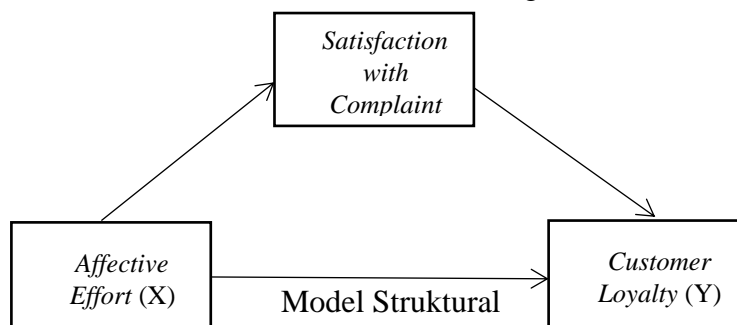 Satisfaction
with
Complaint
Affective
Effort (X)
Customer
Loyalty (Y)
Model Struktural